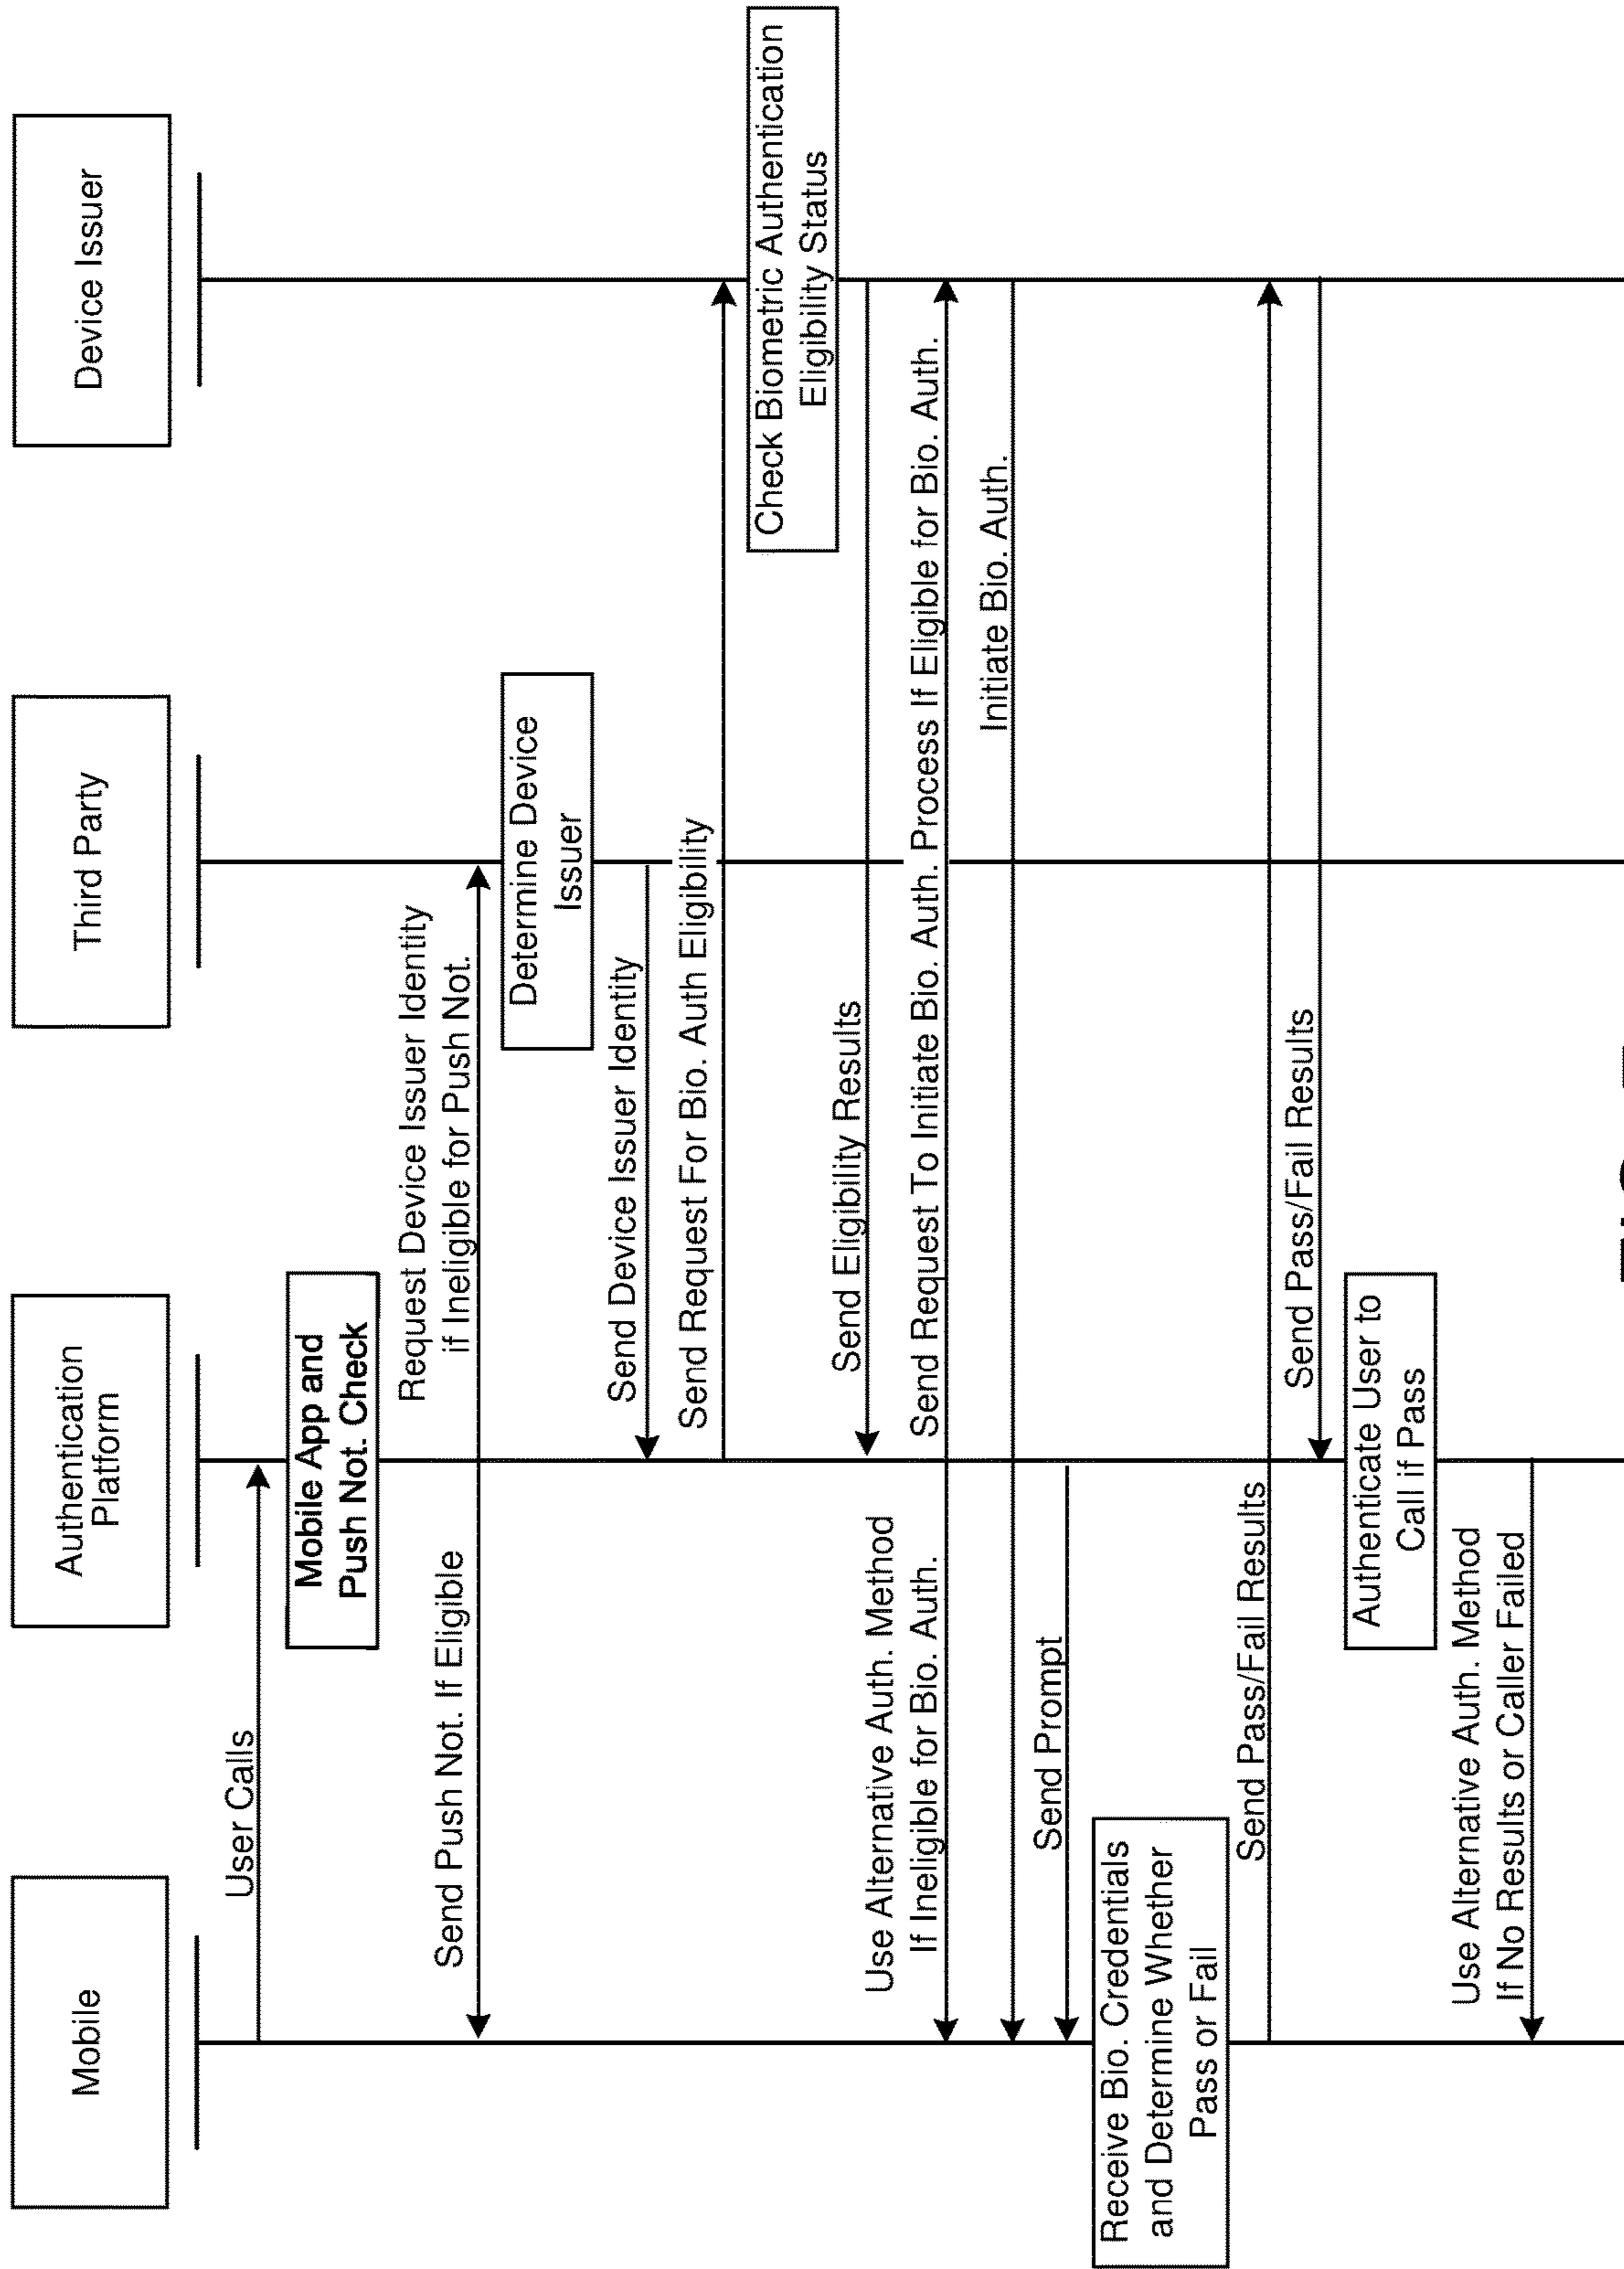 Mobile
Authentication
Platform
Third Party
Device Issuer
User Calls
Mobile App and
Push Not. Check
Send Push Not. If Eligible
Request Device Issuer Identity
if Ineligible for Push Not.
Determine Device
Issuer
Send Device Issuer Identity
Send Request For Bio. Auth Eligibility
Check Biometric Authentication
Eligibility Status
Send Eligibility Results
Use Alternative Auth. Method
If Ineligible for Bio. Auth.
Send Request To Initiate Bio. Auth. Process If Eligible for Bio. Auth.
Initiate Bio. Auth.
Send Prompt
Receive Bio. Credentials
and Determine Whether
Pass or Fail
Send Pass/Fail Results
Send Pass/Fail Results
Authenticate User to
Call if Pass
Use Alternative Auth. Method
If No Results or Caller Failed